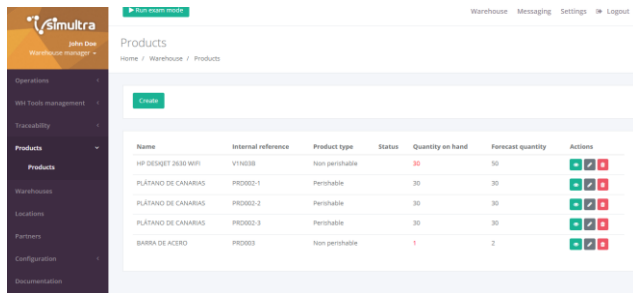 simultra
John Doe
Warehouse manager
Operations
WH Tools management
Traceability
Products
Products
Warehouses
Locations
Partners
Configuration
Documentation
Run exam mode
Warehouse Messaging Settings Logout
Products
Home / Warehouse / Products
Create
Name Internal reference Product type Status Quantity on hand Forecast quantity Actions
HP DESKJET 2630 WIFI V1N03B Non perishable 30 50
PLÁTANO DE CANARIAS PRD002-1 Perishable 30 30
PLÁTANO DE CANARIAS PRD002-2 Perishable 30 30
PLÁTANO DE CANARIAS PRD002-3 Perishable 30 30
BARRA DE ACERO PRD003 Non perishable 1 2